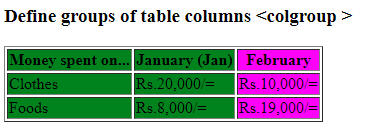 Define groups of table columns <colgroup >
Money spent on... January (Jan) February
Clothes Rs.20,000/= Rs.10,000/=
Foods Rs.8,000/= Rs.19,000/=